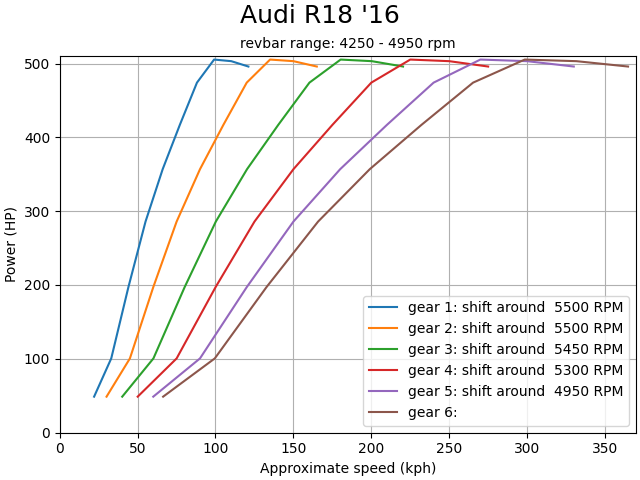 Audi R18 '16
revbar range: 4250 - 4950 rpm
500
400
300
200
100
0
Power (HP)
gear 1: shift around  5500 RPM
gear 2: shift around  5500 RPM
gear 3: shift around  5450 RPM
gear 4: shift around  5300 RPM
gear 5: shift around  4950 RPM
gear 6:
0 50 100 150 200 250 300 350
Approximate speed (kph)